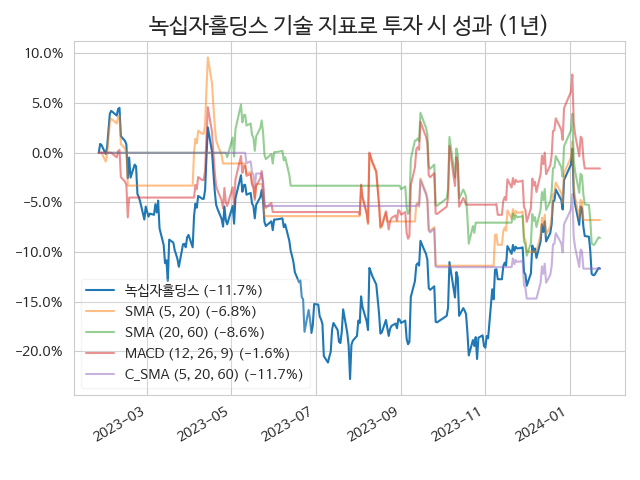 녹십자홀딩스 기술 지표로 투자 시 성과 (1년)
10.0%
5.0%
0.0%
−5.0%
−10.0%
−15.0%
−20.0%
녹십자홀딩스 (−11.7%)
SMA (5, 20) (−6.8%)
SMA (20, 60) (−8.6%)
MACD (12, 26, 9) (−1.6%)
C_SMA (5, 20, 60) (−11.7%)
2023-03
2023-05
2023-07
2023-09
2023-11
2024-01